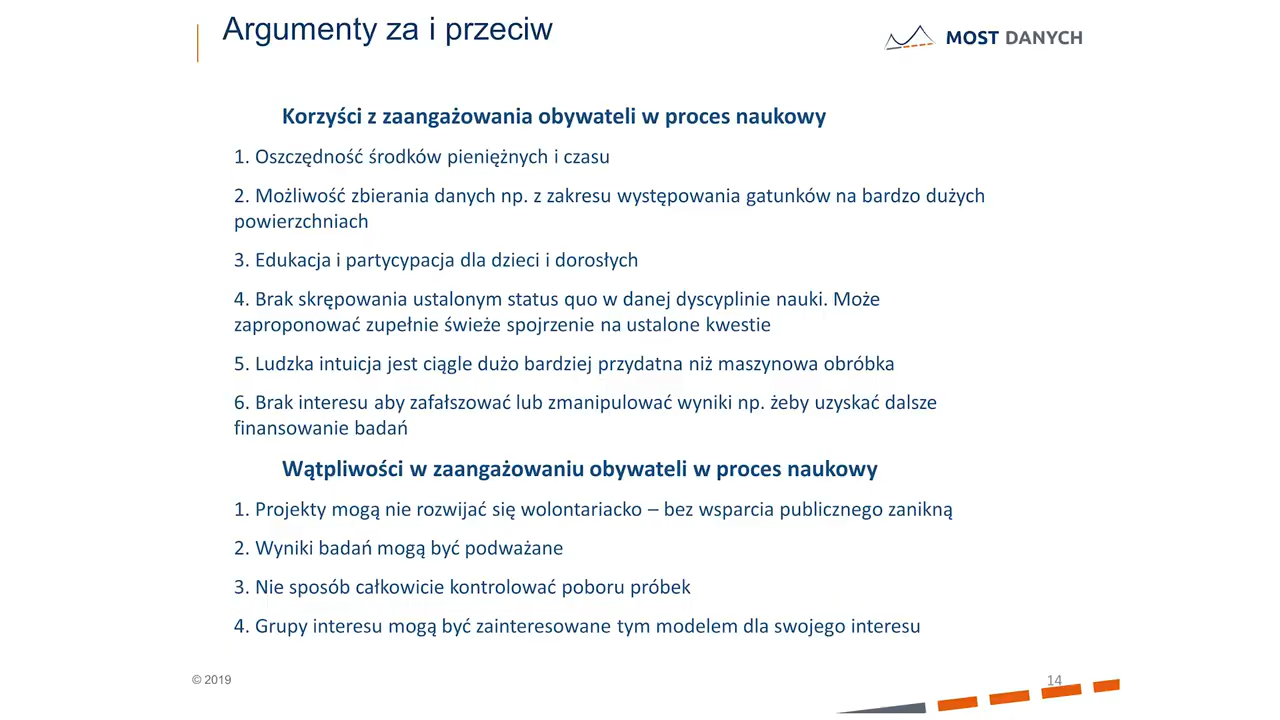 Argumenty za i przeciw
MOST DANYCH
Korzyści z zaangażowania obywateli w proces naukowy
1. Oszczędność środków pieniężnych i czasu
2. Możliwość zbierania danych np. z zakresu występowania gatunków na bardzo dużych
powierzchniach
3. Edukacja i partycypacja dla dzieci i dorosłych
4. Brak skrępowania ustalonym status quo w danej dyscyplinie nauki. Może
zaproponować zupełnie świeże spojrzenie na ustalone kwestie
5. Ludzka intuicja jest ciągle dużo bardziej przydatna niż maszynowa obróbka
6. Brak interesu aby zafałszować lub zmanipulować wyniki np. żeby uzyskać dalsze
finansowanie badań
Wątpliwości w zaangażowaniu obywateli w proces naukowy
1. Projekty mogą nie rozwijać się wolontariacko – bez wsparcia publicznego zanikną
2. Wyniki badań mogą być podważane
3. Nie sposób całkowicie kontrolować poboru próbek
4. Grupy interesu mogą być zainteresowane tym modelem dla swojego interesu
© 2019
14